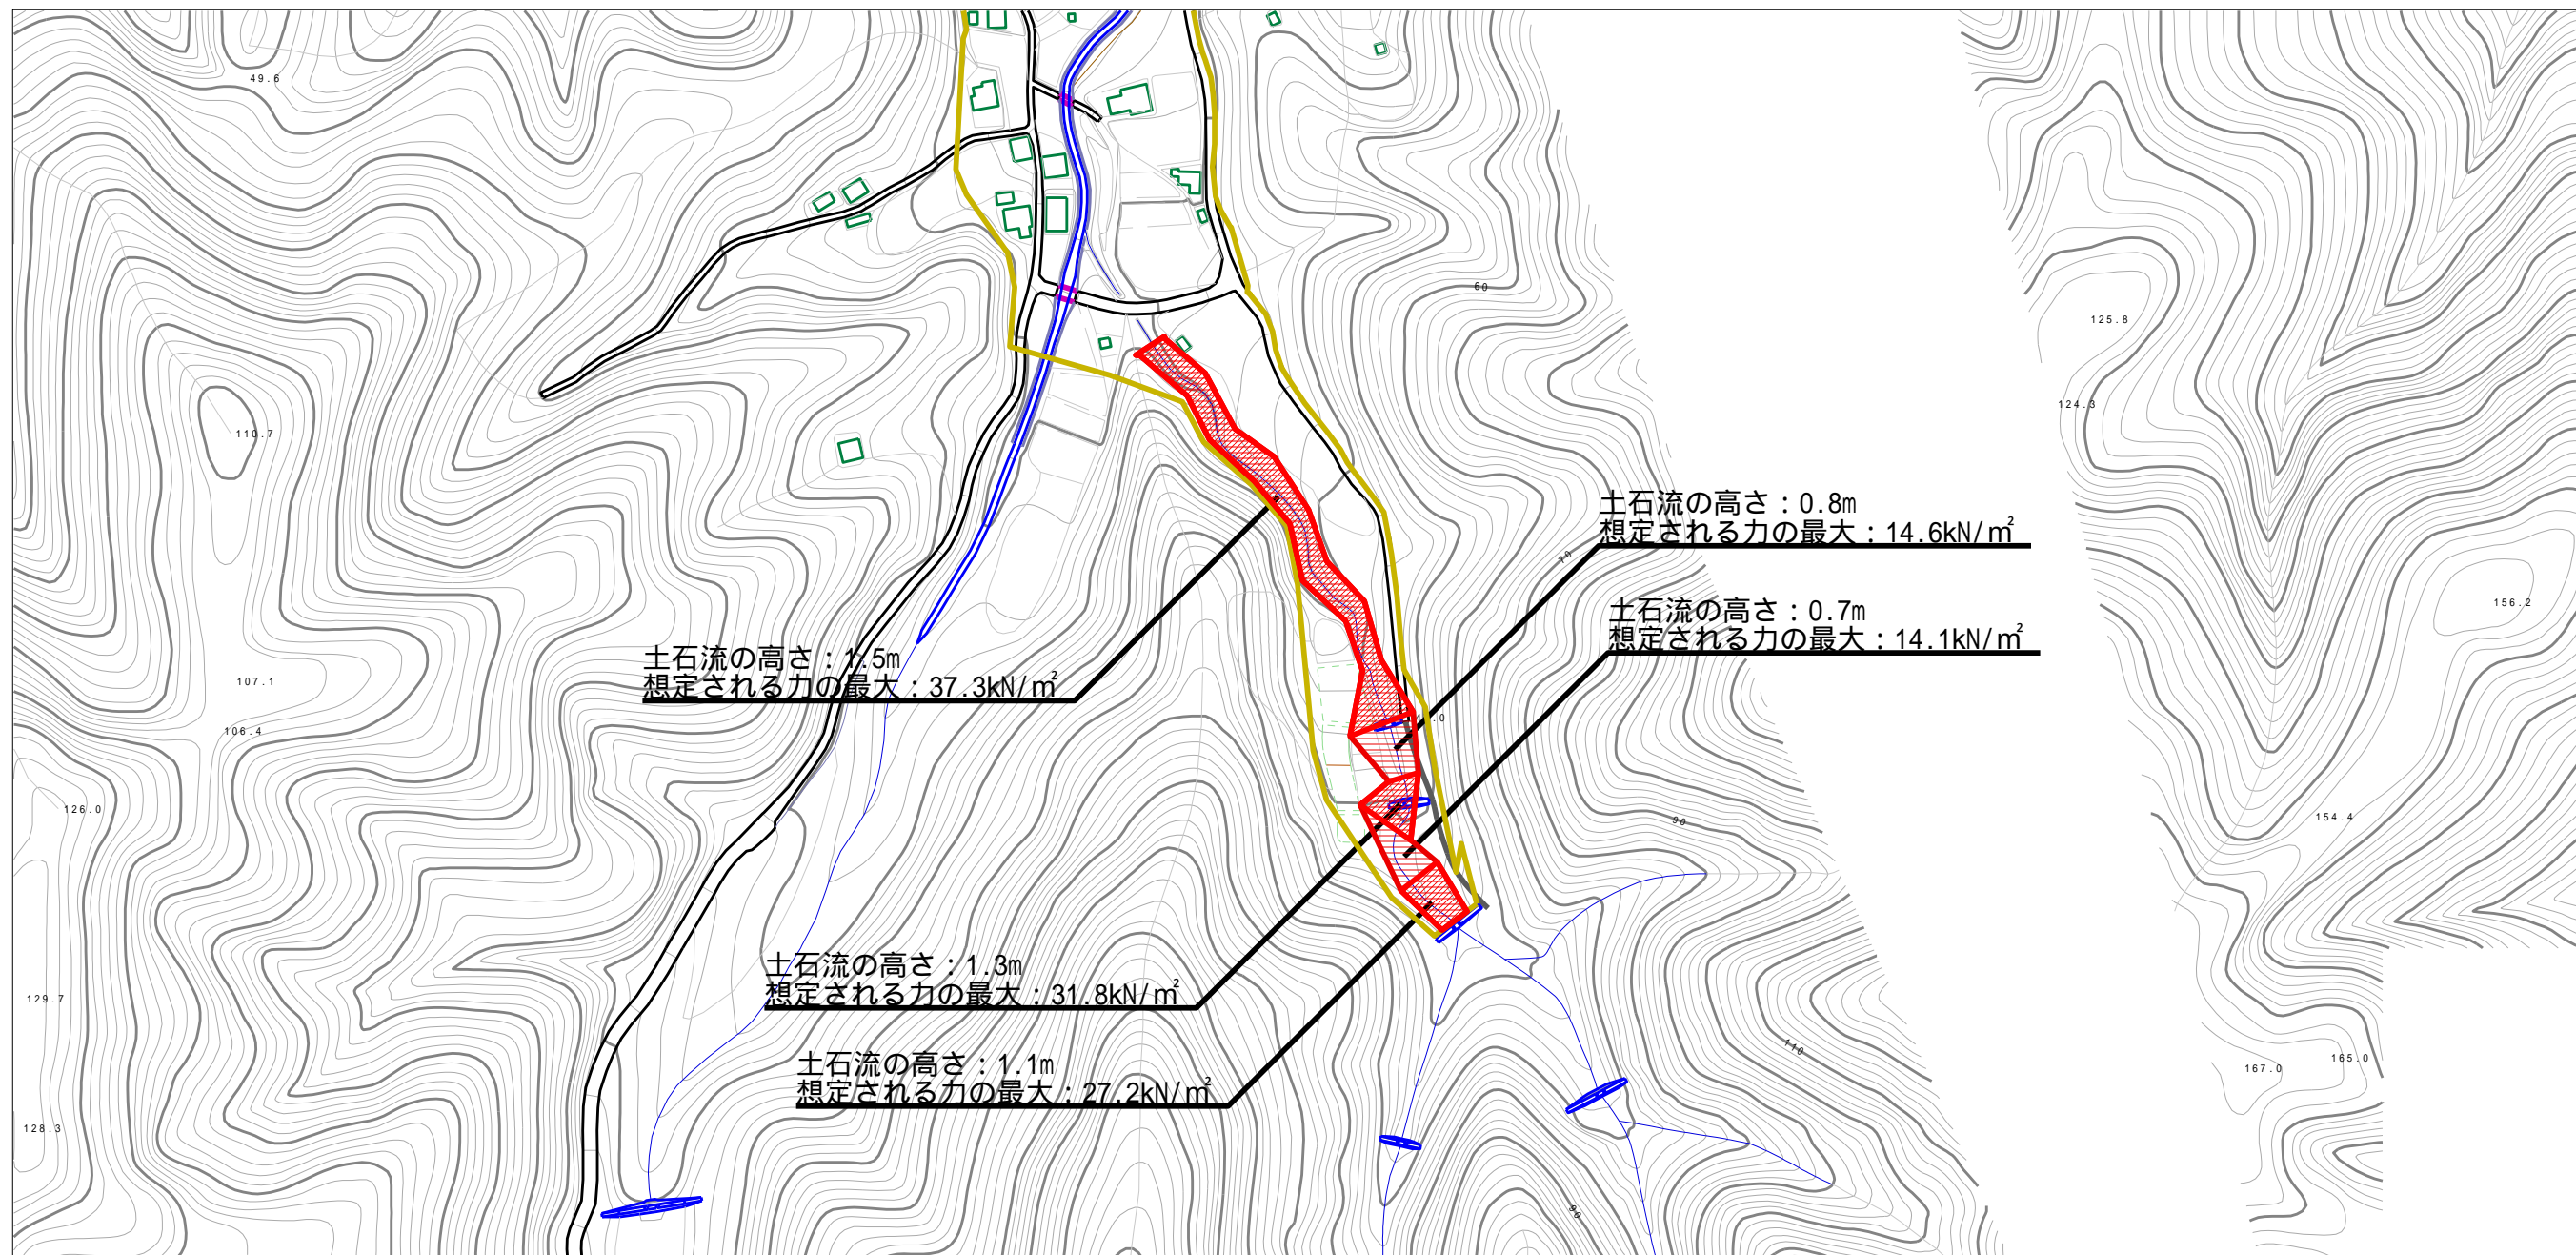 49.6
60
125.8
124.3
110.7
土石流の高さ：0.8m
想定される力の最大：14.6kN/㎡
70
156.2
土石流の高さ：0.7m
想定される力の最大：14.1kN/㎡
土石流の高さ：1.5m
想定される力の最大：37.3kN/㎡
107.1
106.4
126.0
154.4
90
土石流の高さ：1.3m
想定される力の最大：31.8kN/㎡
129.7
土石流の高さ：1.1m
想定される力の最大：27.2kN/㎡
110
165.0
167.0
128.3
90